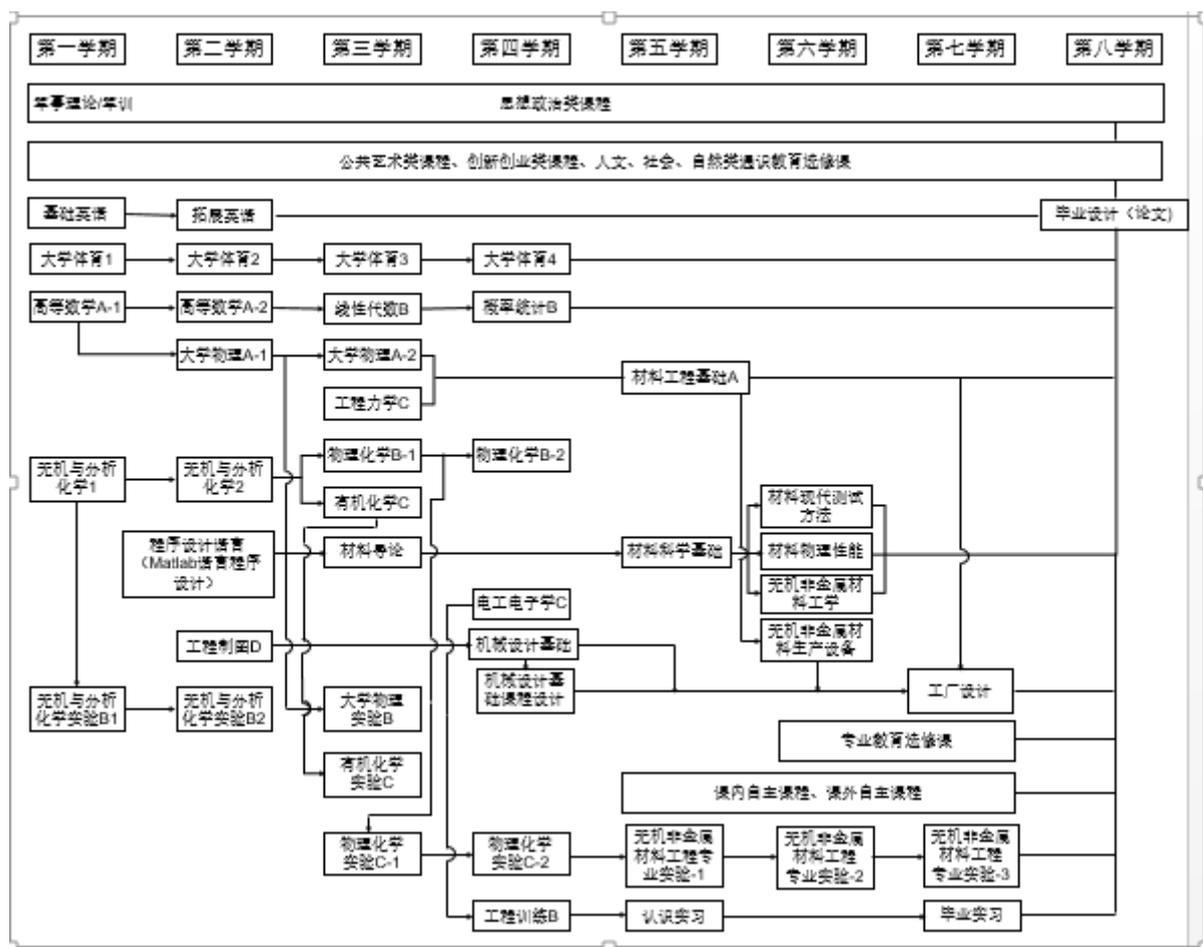 第一学期 第二学期 第三学期 第四学期 第五学期 第六学期 第七学期 第八学期
军事理论/军训 思想政治类课程
公共艺术类课程、创新创业类课程、人文、社会、自然类通识教育选修课
基础英语 拓展英语 毕业设计（论文)
大学体育1 大学体育2 大学体育3 大学体育4
高等数学A-1 高等数学A-2 线性代数B 概率统计B
大学物理A-1 大学物理A-2
材料工程基础A
工程力学C
物理化学B-1 物理化学B-2
无机与分析
化学1
无机与分析
化学2
有机化学C
材料现代测试
方法
程序设计语言
（Matlab语言程序
设计）
材料导论 材料科学基础 材料物理性能
无机非金属材
料工学
电工电子学C
工程制图D 机械设计基础
无机非金属材
料生产设备
机械设计基
础课程设计
工厂设计
无机与分析
化学实验B1
无机与分析
化学实验B2
大学物理
实验B
专业教育选修课
有机化学
实验C
课内自主课程、课外自主课程
物理化学
实验C-1
物理化学
实验C-2
无机非金属
材料工程专
业实验-1
无机非金属
材料工程
专业实验-2
无机非金属
材料工程
专业实验-3
工程训练B 认识实习 毕业实习